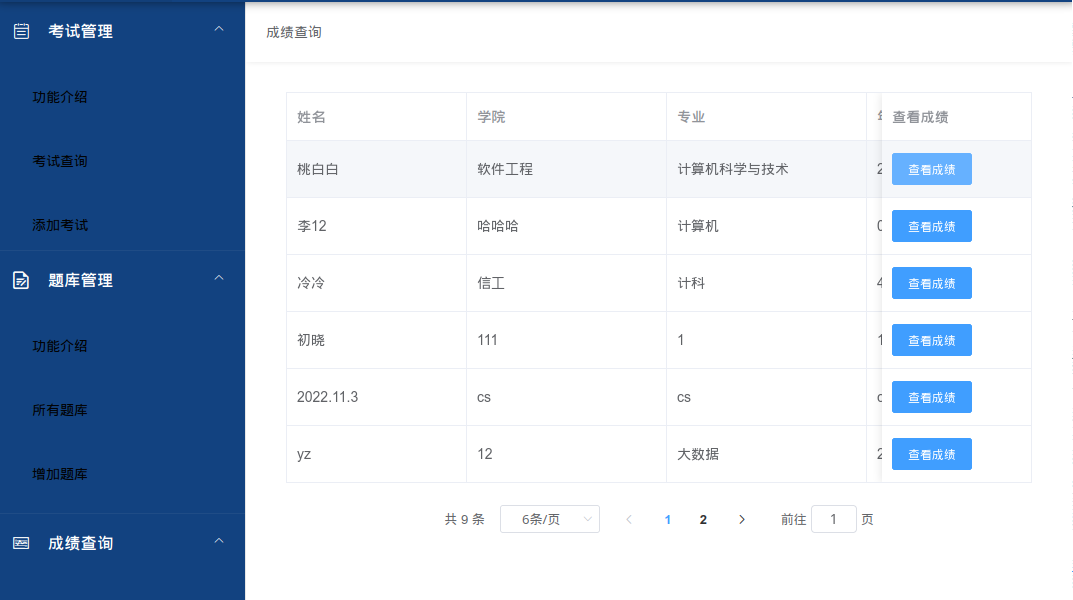 考试管理
功能介绍
考试查询
添加考试
题库管理
功能介绍
所有题库
增加题库
成绩查询
成绩查询
姓名 学院 专业 查看成绩
桃白白 软件工程 计算机科学与技术 2 查看成绩
李12 哈哈哈 计算机 查看成绩
冷冷 信工 计科 4 查看成绩
初晓 111 1 1 查看成绩
2022.11.3 cs cs c 查看成绩
yz 12 大数据 2 查看成绩
共 9 条 6条/页 1 2 前往 1 页